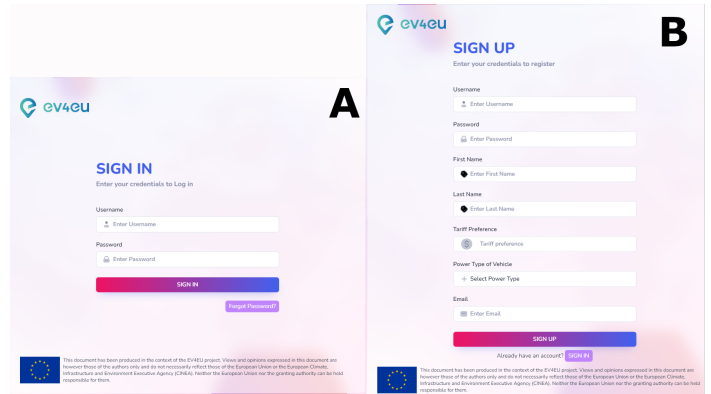 ev4eu
A
SIGN IN
Enter your credentials to Log in
Username
Enter Username
Password
Enter Password
SIGN IN
Forgot Password?
This document has been produced in the context of the EV4EU project. Views and opinions expressed in this document are
however those of the authors only and do not necessarily reflect those of the European Union or the European Climate,
Infrastructure and Environment Executive Agency (CINEA). Neither the European Union nor the granting authority can be held
responsible for them.
ev4eu
B
SIGN UP
Enter your credentials to register
Username
Enter Username
Password
Enter Password
First Name
Enter First Name
Last Name
Enter Last Name
Tariff Preference
$ Tariff preference
Power Type of Vehicle
Select Power Type
Email
Enter Email
SIGN UP
Already have an account? SIGN IN
This document has been produced in the context of the EV4EU project. Views and opinions expressed in this document are
however those of the authors only and do not necessarily reflect those of the European Union or the European Climate,
Infrastructure and Environment Executive Agency (CINEA). Neither the European Union nor the granting authority can be held
responsible for them.